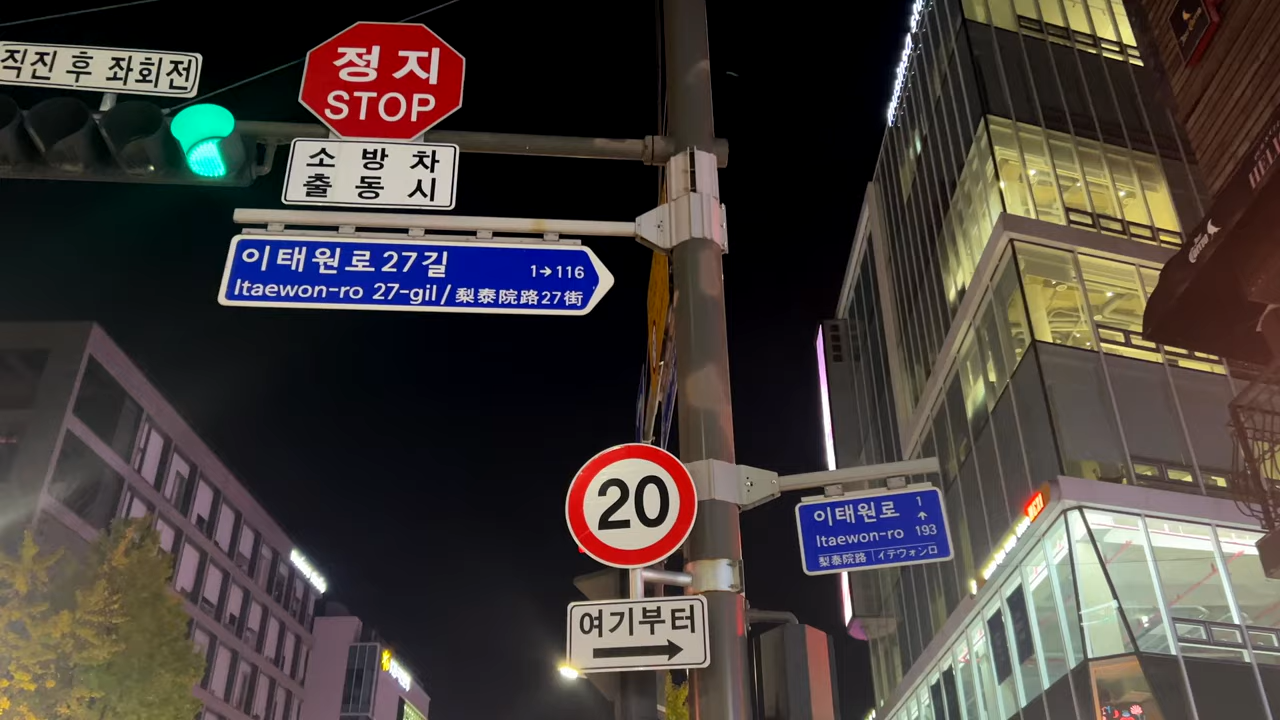 직진 후 좌회전
정지
STOP
소 방 차
출 동 시
이태원로27길
1→116
Itaewon-ro 27-gil/梨泰院路27街
20
여기부터
이태원로
1
↑
193
Itaewon-ro
梨泰院路 | イテウォンロ